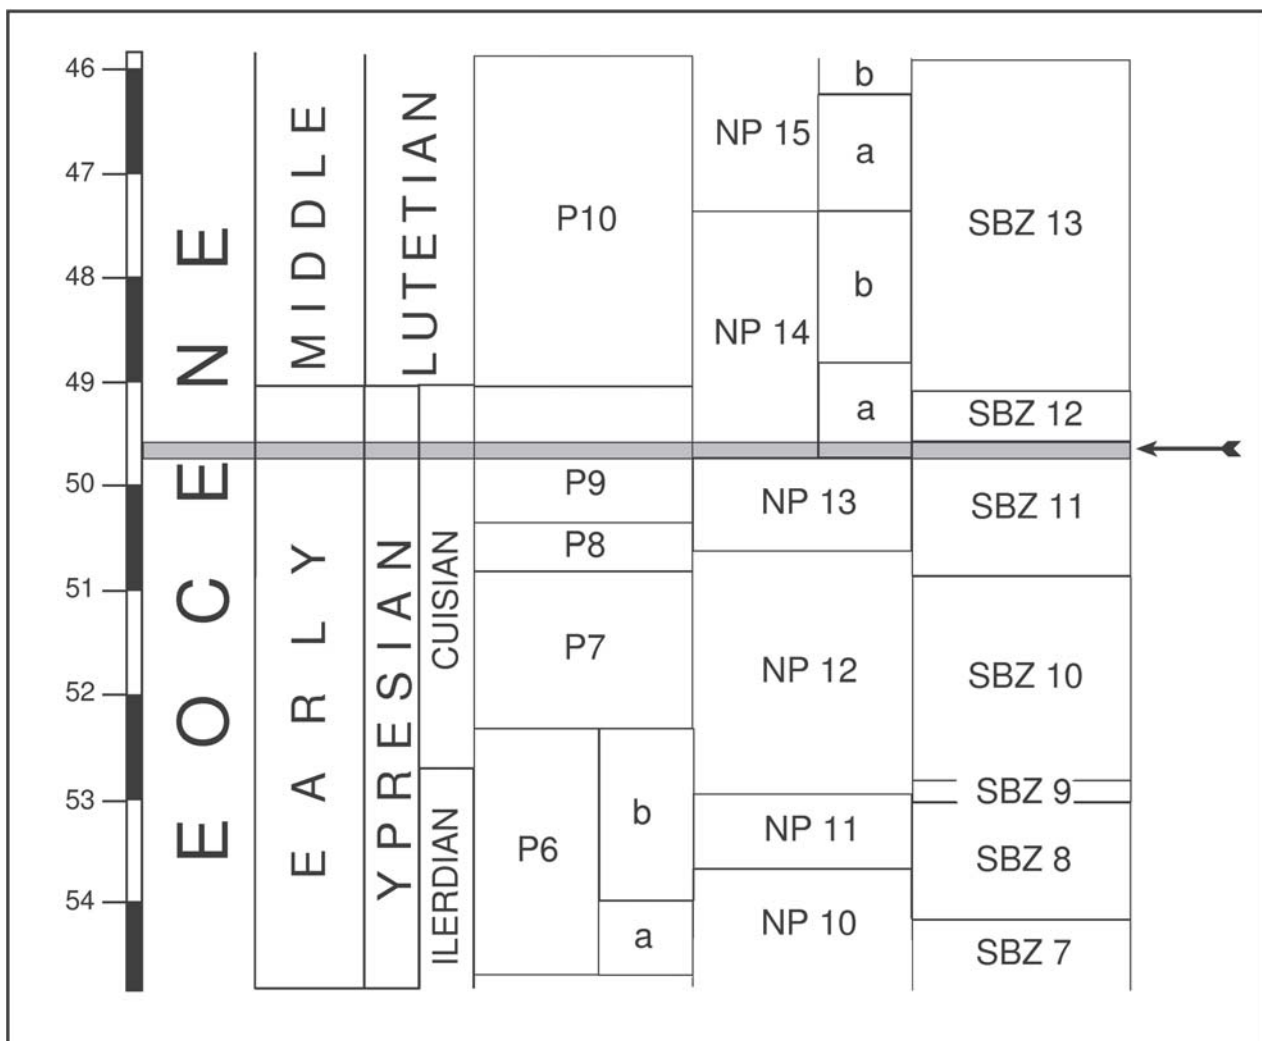 46
47
48
49
50
51
52
53
54
EOCENE
MIDDLE
EARLY
LUTETIAN
YPRESIAN
CUISIAN
ILERDIAN
P10
P9
P8
P7
P6
b
a
NP 15
b
a
NP 14
b
a
NP 13
NP 12
NP 11
NP 10
SBZ 13
SBZ 12
SBZ 11
SBZ 10
SBZ 9
SBZ 8
SBZ 7